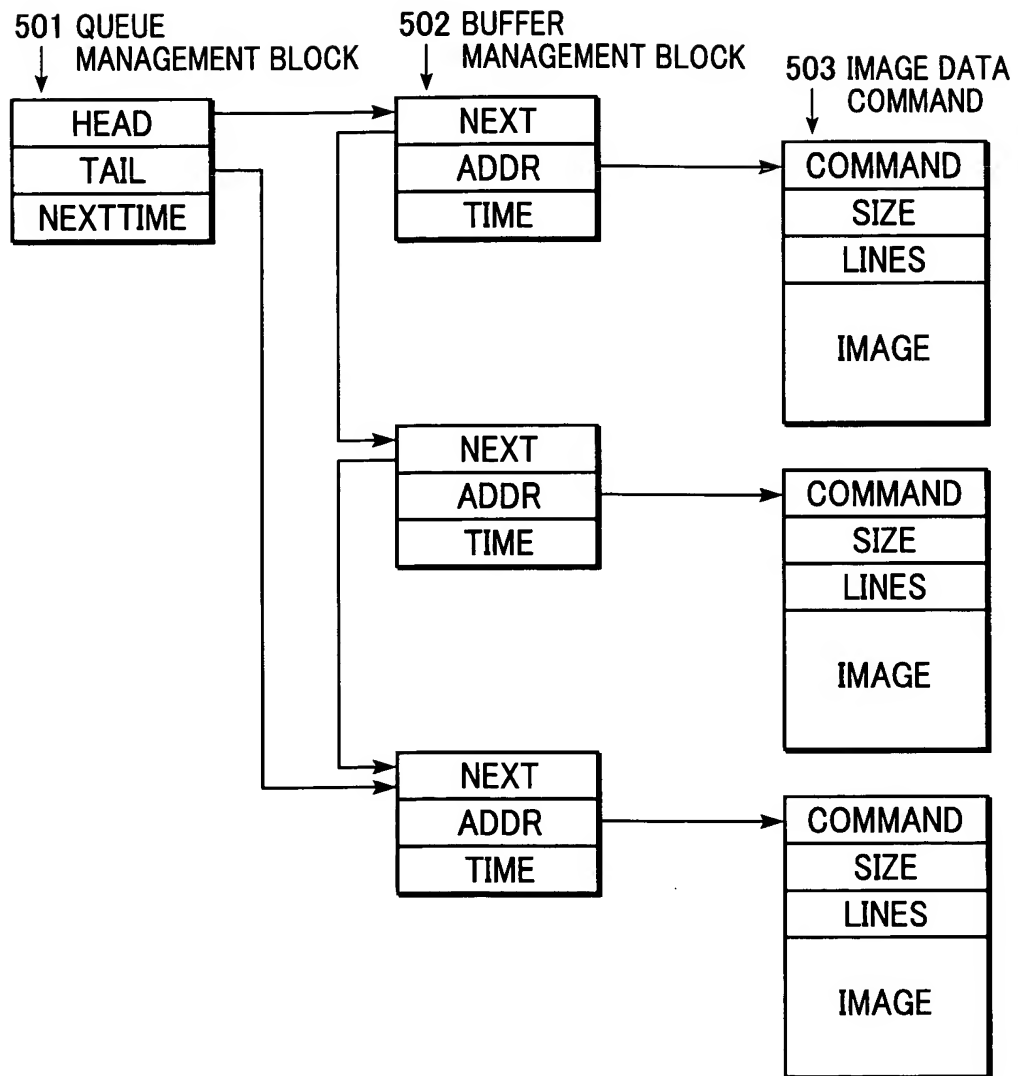 501 QUEUE
MANAGEMENT BLOCK
HEAD
TAIL
NEXTTIME
502 BUFFER
MANAGEMENT BLOCK
NEXT
ADDR
TIME
NEXT
ADDR
TIME
NEXT
ADDR
TIME
503 IMAGE DATA
COMMAND
COMMAND
SIZE
LINES
IMAGE
COMMAND
SIZE
LINES
IMAGE
COMMAND
SIZE
LINES
IMAGE